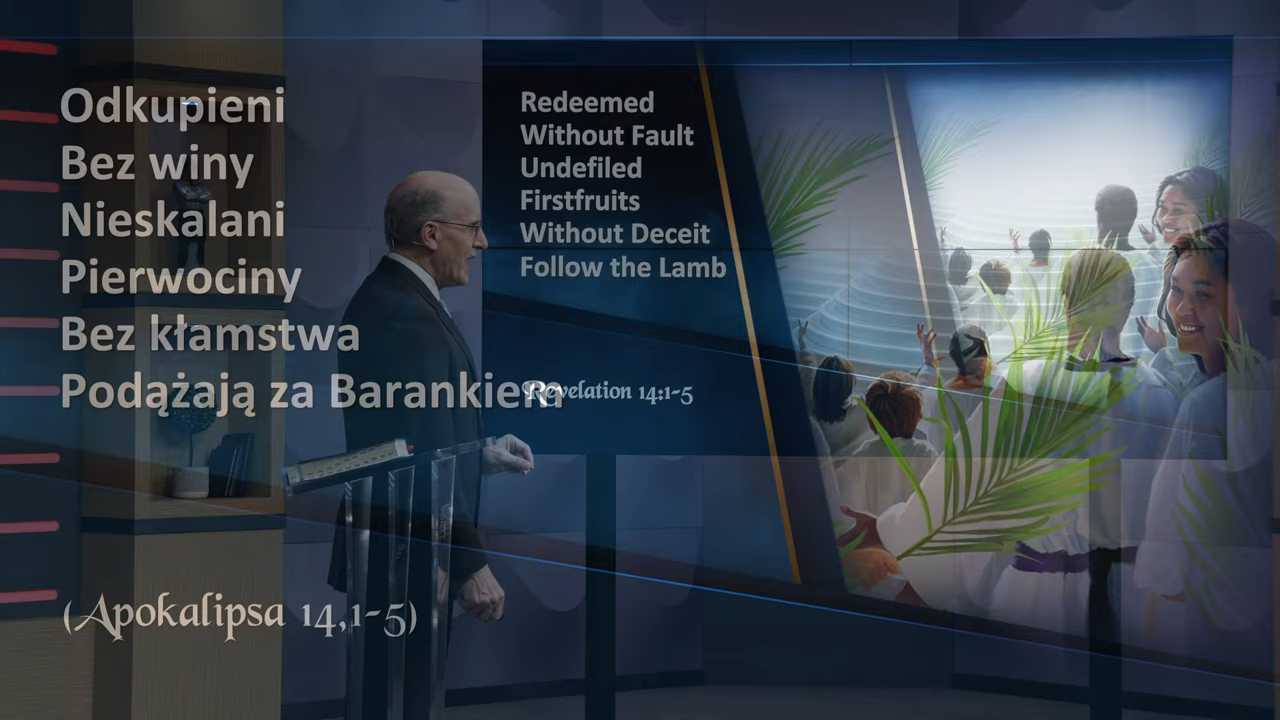 Odkupieni
Bez winy
Nieskalani
Pierwociny
Bez kłamstwa
Podążają za Barankiem
(Apokalipsa 14,1-5)
Redeemed
Without Fault
Undefiled
Firstfruits
Without Deceit
Follow the Lamb
Revelation 14:1-5